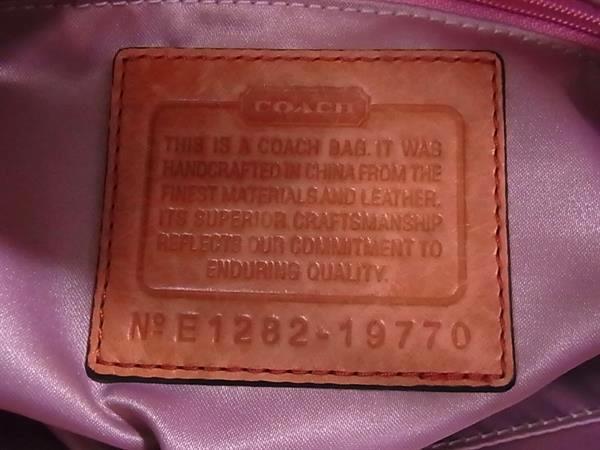 COACH
THIS IS A COACH BAG. IT WAS
HANDCRAFTED IN CHINA FROM THE
FINEST MATERIALS AND LEATHER.
ITS SUPERIOR CRAFTSMANSHIP
REFLECTS OUR COMMITMENT TO
ENDURING QUALITY.
Nº E1282-19770